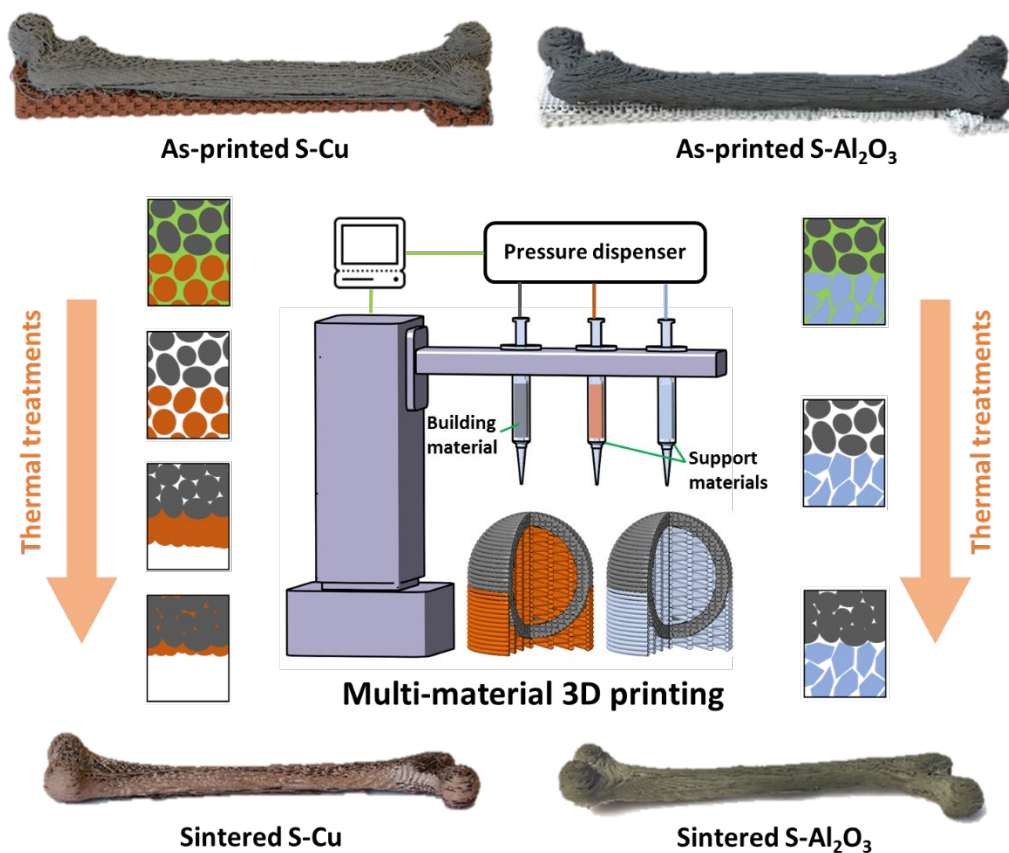 As-printed S-Cu
As-printed S-Al₂O₃
Pressure dispenser
Thermal treatments
Building
material
Support
materials
Thermal treatments
Multi-material 3D printing
Sintered S-Cu
Sintered S-Al₂O₃